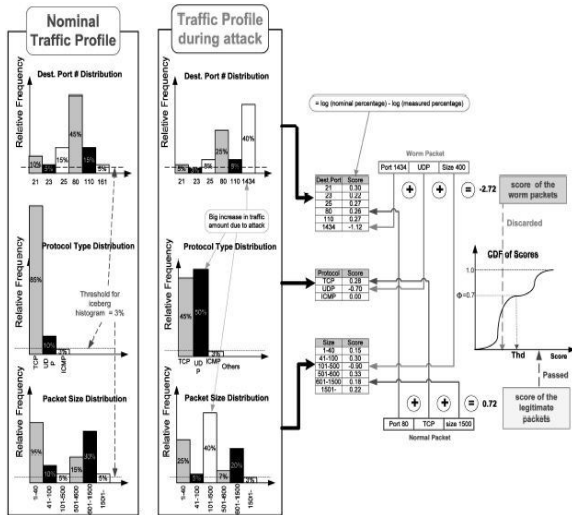 Nominal
Traffic Profile
Dest. Port # Distribution
Relative Frequency
10%
5%
15%
45%
15%
5%
21 23 25 80 110 161
Protocol Type Distribution
Relative Frequency
85%
10%
Threshold for
iceberg
histogram = 3%
TCP
UD
P
ICMP
Packet Size Distribution
Relative Frequency
35%
10%
5%
15%
30%
5%
1-40
41-100
101-500
501-600
601-1500
1501-
Traffic Profile
during attack
Dest. Port # Distribution
Relative Frequency
5%
25%
40%
21 23 25 80 110 1434
Big increase in traffic
amount due to attack
Protocol Type Distribution
Relative Frequency
45%
50%
TCP
UD
P
ICMP
Others
Packet Size Distribution
Relative Frequency
25%
5%
40%
7%
20%
1-40
41-100
101-500
501-600
601-1500
1501-
= log (nominal percentage) - log (measured percentage)
Dest.Port Score
21 0.30
23 0.22
25 0.27
80 0.26
110 0.27
1434 -1.12
Protocol Score
TCP 0.28
UDP -0.70
ICMP 0.00
Size Score
1-40 0.15
41-100 0.30
101-500 -0.90
501-600 0.33
601-1500 0.18
1501- 0.22
Worm Packet
Port 1434 UDP Size 400
+ + = -2.72
+ + = 0.72
Port 80 TCP size 1500
Normal Packet
score of the
worm packets
Discarded
CDF of Scores
1.0
Φ=0.7
Thd Score
Passed
score of the
legitimate
packets